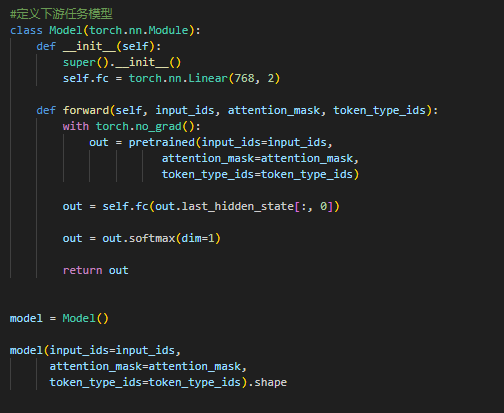 #定义下游任务模型
class Model(torch.nn.Module):
    def __init__(self):
        super().__init__()
        self.fc = torch.nn.Linear(768, 2)
    def forward(self, input_ids, attention_mask, token_type_ids):
        with torch.no_grad():
            out = pretrained(input_ids=input_ids,
                       attention_mask=attention_mask,
                       token_type_ids=token_type_ids)
        out = self.fc(out.last_hidden_state[:, 0])
        out = out.softmax(dim=1)
        return out
model = Model()
model(input_ids=input_ids,
      attention_mask=attention_mask,
      token_type_ids=token_type_ids).shape